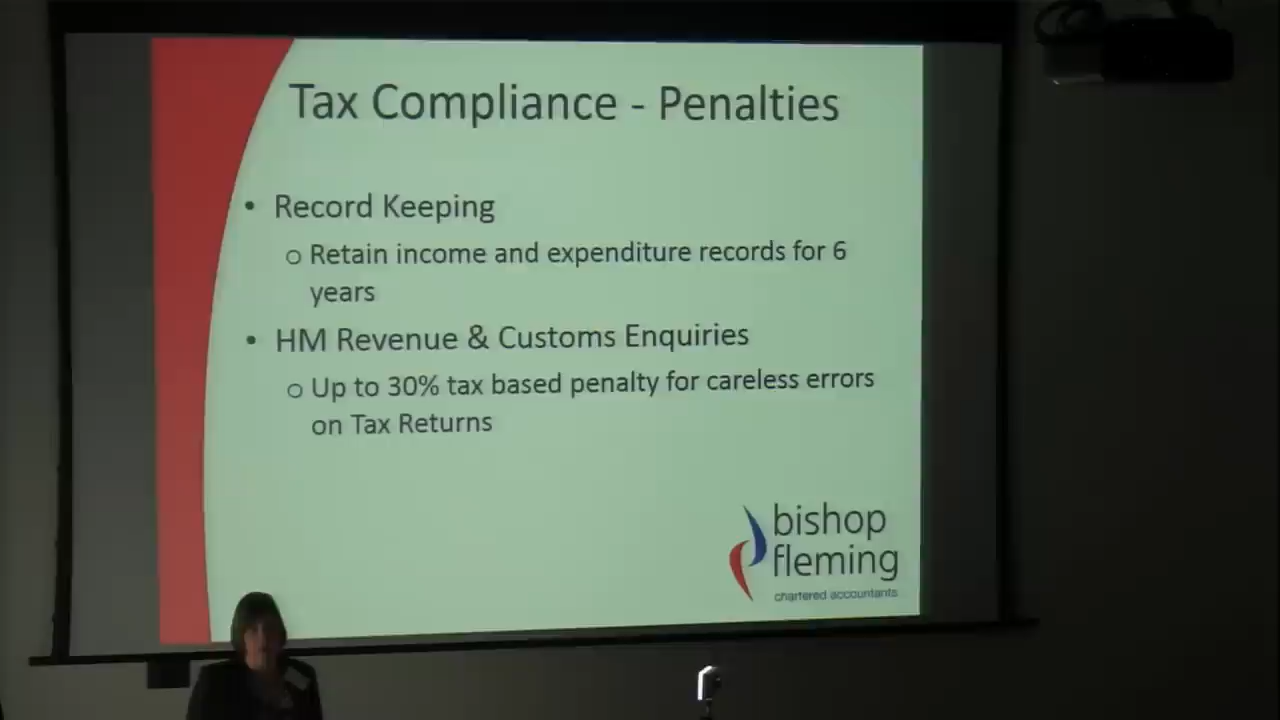 Tax Compliance - Penalties
• Record Keeping
o Retain income and expenditure records for 6
years
• HM Revenue & Customs Enquiries
o Up to 30% tax based penalty for careless errors
on Tax Returns
bishop
fleming
chartered accountants